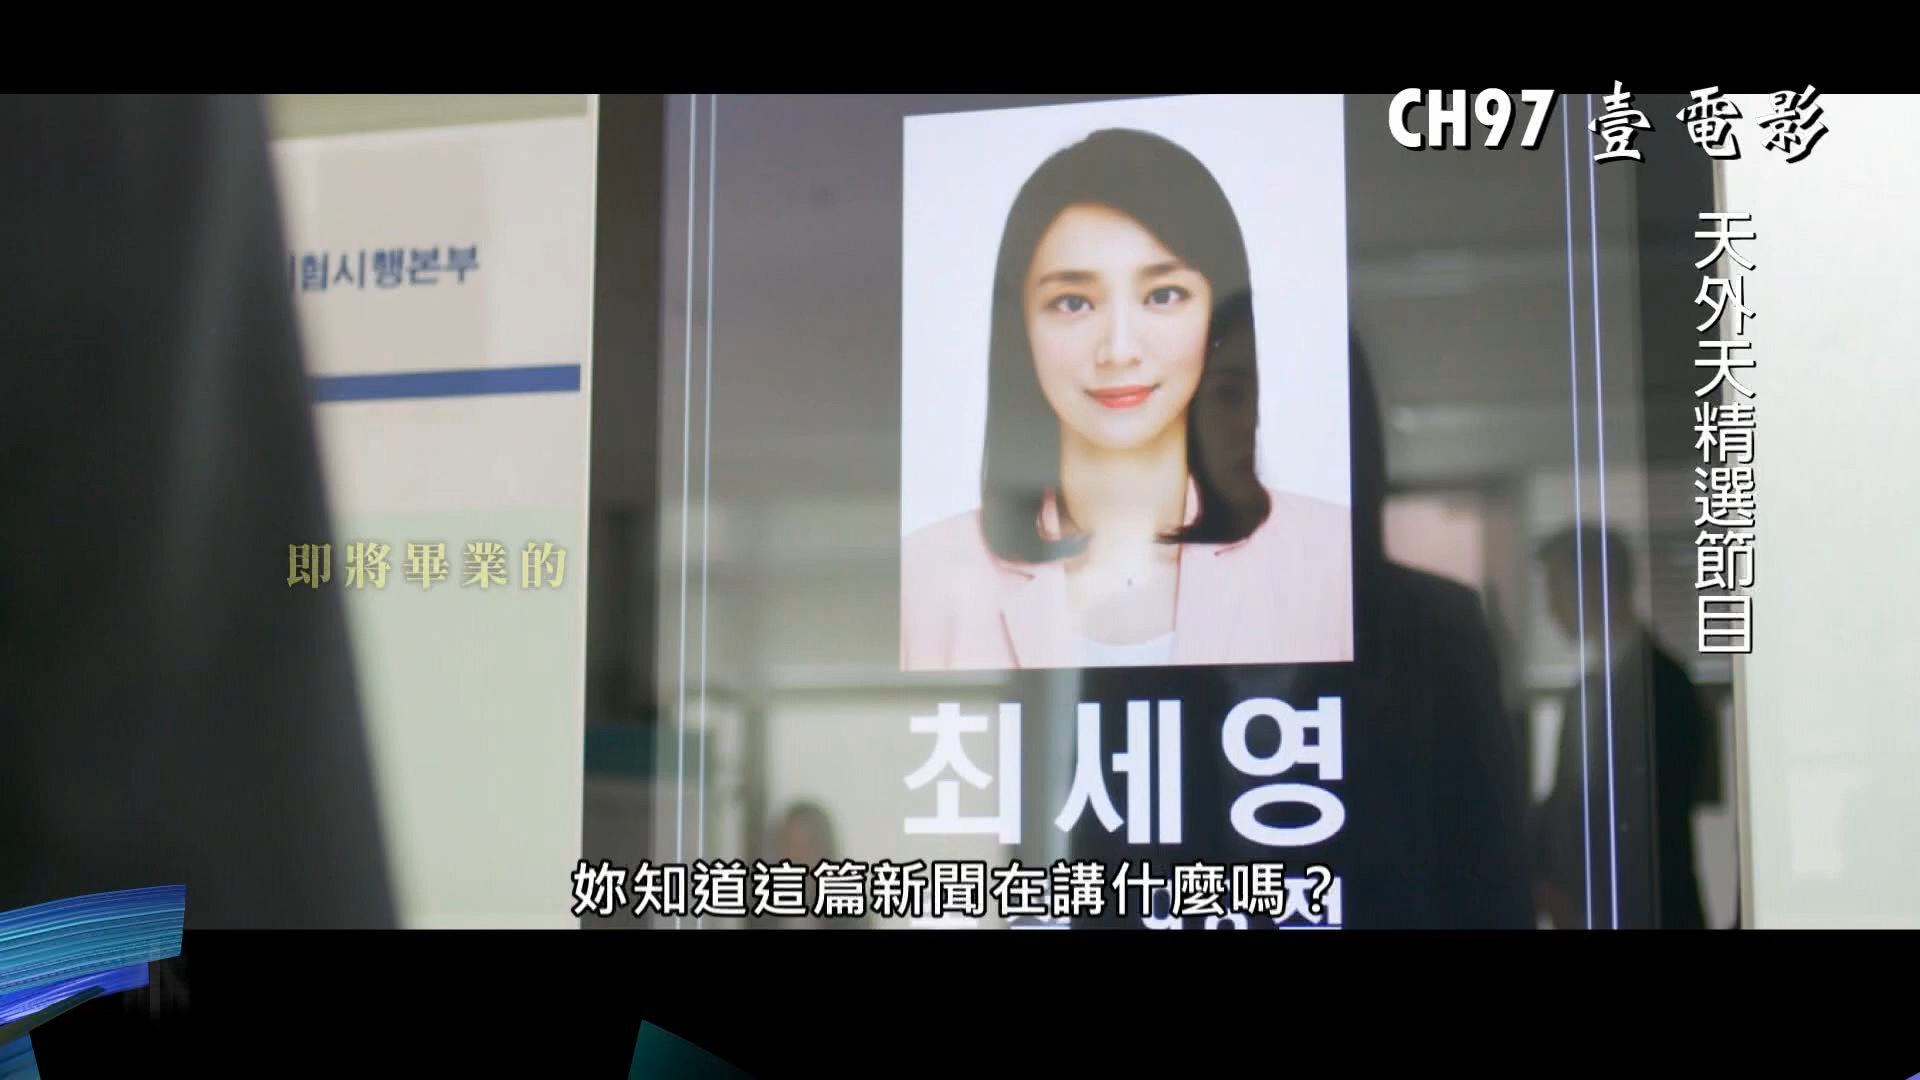 CH97 壹電影
天外天精選節目
험시행본부
即將畢業的
최세영
妳知道這篇新聞在講什麼嗎？